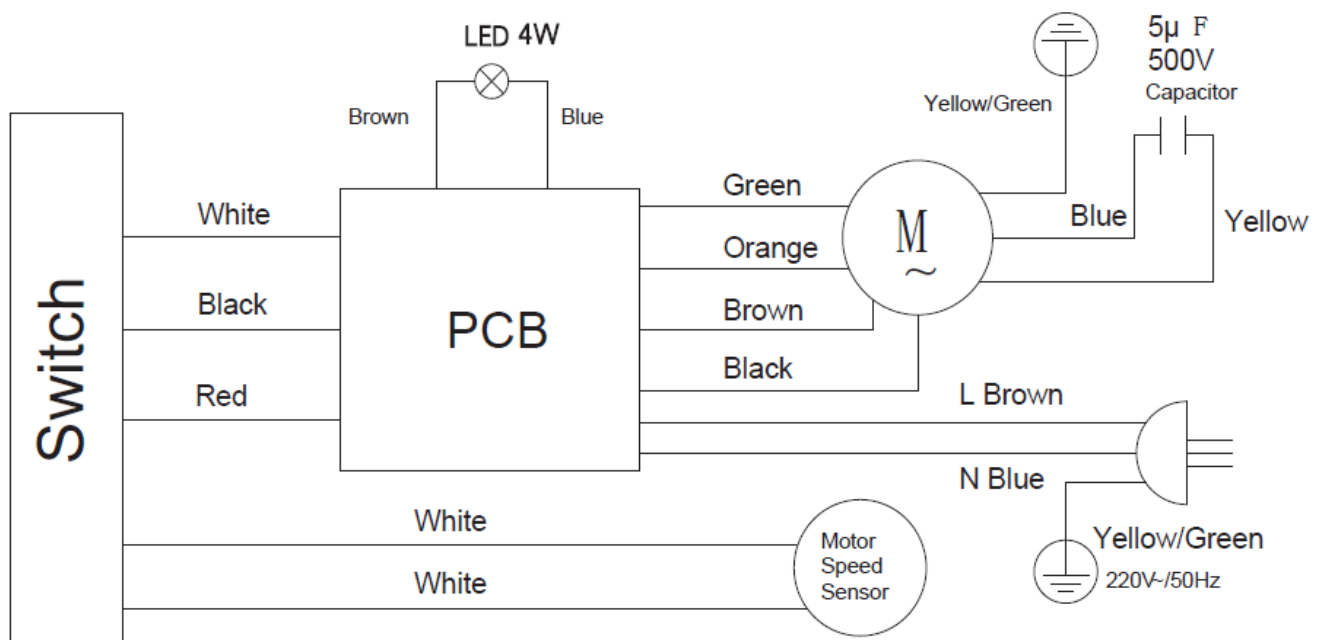 LED 4W
Brown
Blue
Yellow/Green
5μ F
500V
Capacitor
Switch
White
Black
Red
PCB
Green
Orange
Brown
Black
M
~
Blue
Yellow
L Brown
N Blue
White
White
Motor
Speed
Sensor
Yellow/Green
220V~/50Hz